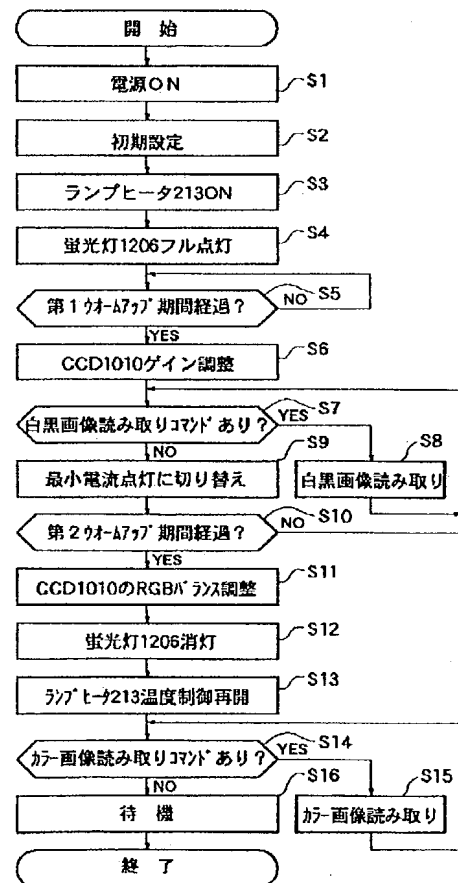 開 始
電源ON
S1
初期設定
S2
ランプヒータ213ON
S3
蛍光灯1206フル点灯
S4
第1ウオームアップ期間経過?
NO
S5
YES
CCD1010ゲイン調整
S6
白黒画像読み取りコマンドあり?
YES
S7
NO
S9
S8
最小電流点灯に切り替え
白黒画像読み取り
第2ウオームアップ期間経過?
NO
S10
YES
CCD1010のRGBバランス調整
S11
蛍光灯1206消灯
S12
ランプヒータ213温度制御再開
S13
カラー画像読み取りコマンドあり?
YES
S14
NO
S16
S15
待 機
カラー画像読み取り
終 了